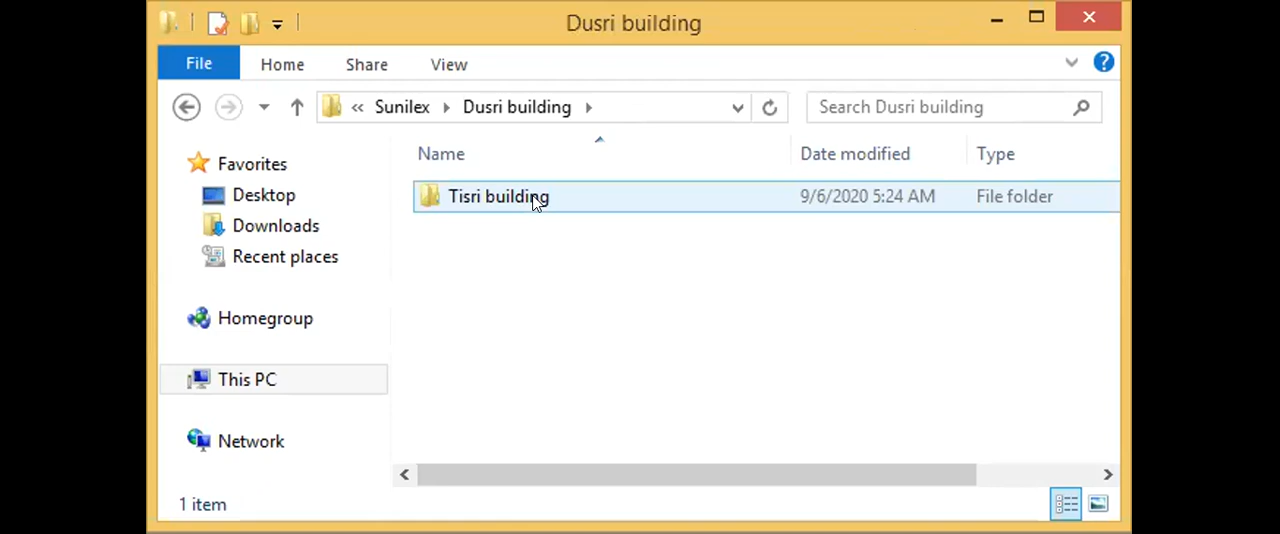 Dusri building
File Home Share View
« Sunilex Dusri building Search Dusri building
Name Date modified Type
Favorites
Desktop
Downloads
Recent places
Homegroup
This PC
Network
Tisri building 9/6/2020 5:24 AM File folder
1 item